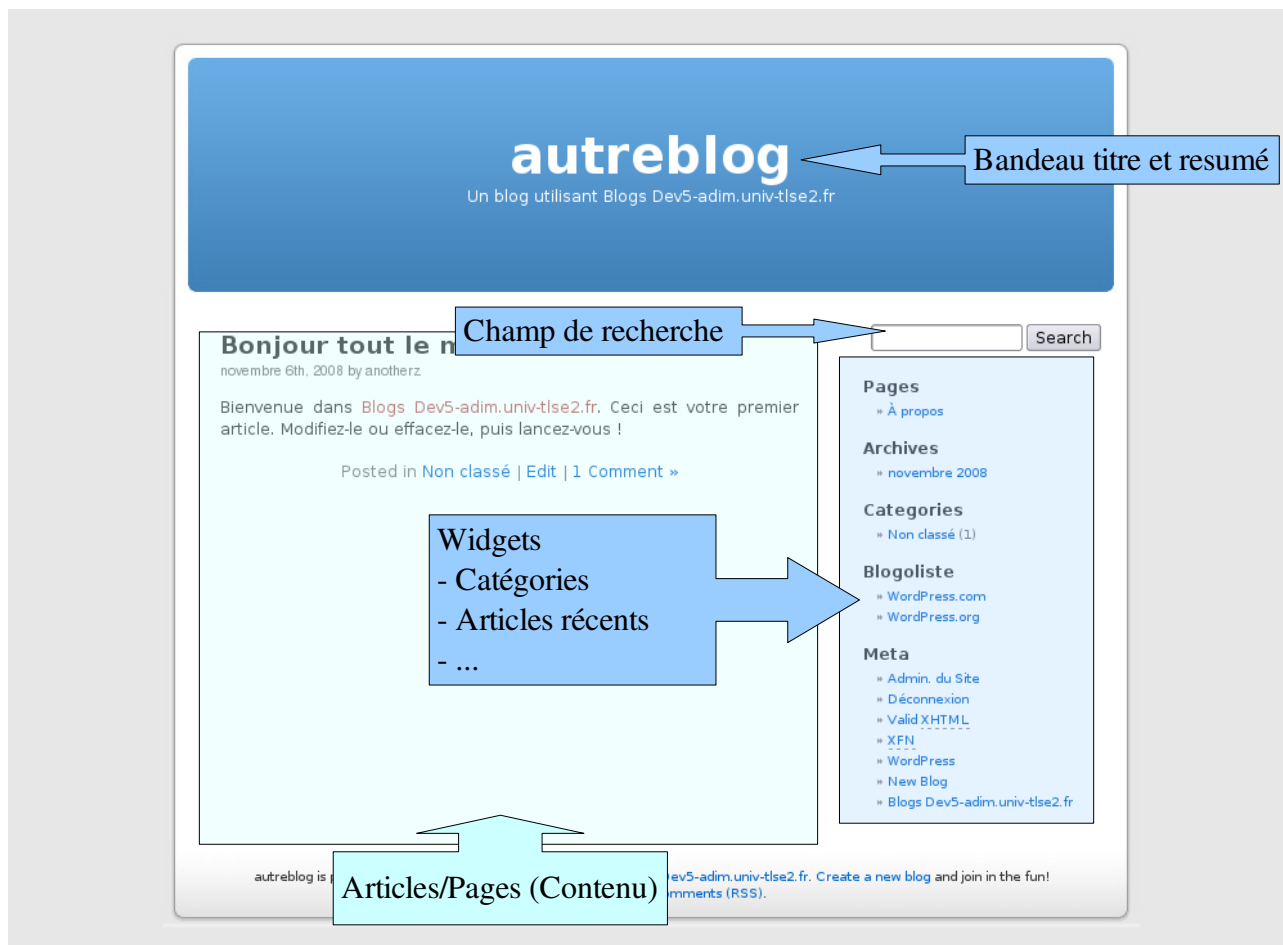 autreblog
Bandeau titre et resumé
Un blog utilisant Blogs Dev5-adim.univ-tlse2.fr
Champ de recherche
Search
Bonjour tout le
novembre 6th, 2008 by anotherz
Bienvenue dans Blogs Dev5-adim.univ-tlse2.fr. Ceci est votre premier
article. Modifiez-le ou effacez-le, puis lancez-vous !
Posted in Non classé | Edit | 1 Comment »
Widgets
- Catégories
- Articles récents
- ...
Pages
» À propos
Archives
» novembre 2008
Categories
» Non classé (1)
Blogoliste
» WordPress.com
» WordPress.org
Meta
» Admin. du Site
» Déconnexion
» Valid XHTML
» XFN
» WordPress
» New Blog
» Blogs Dev5-adim.univ-tlse2.fr
Articles/Pages (Contenu)
autreblog is ev5-adim.univ-tlse2.fr. Create a new blog and join in the fun!
mments (RSS).